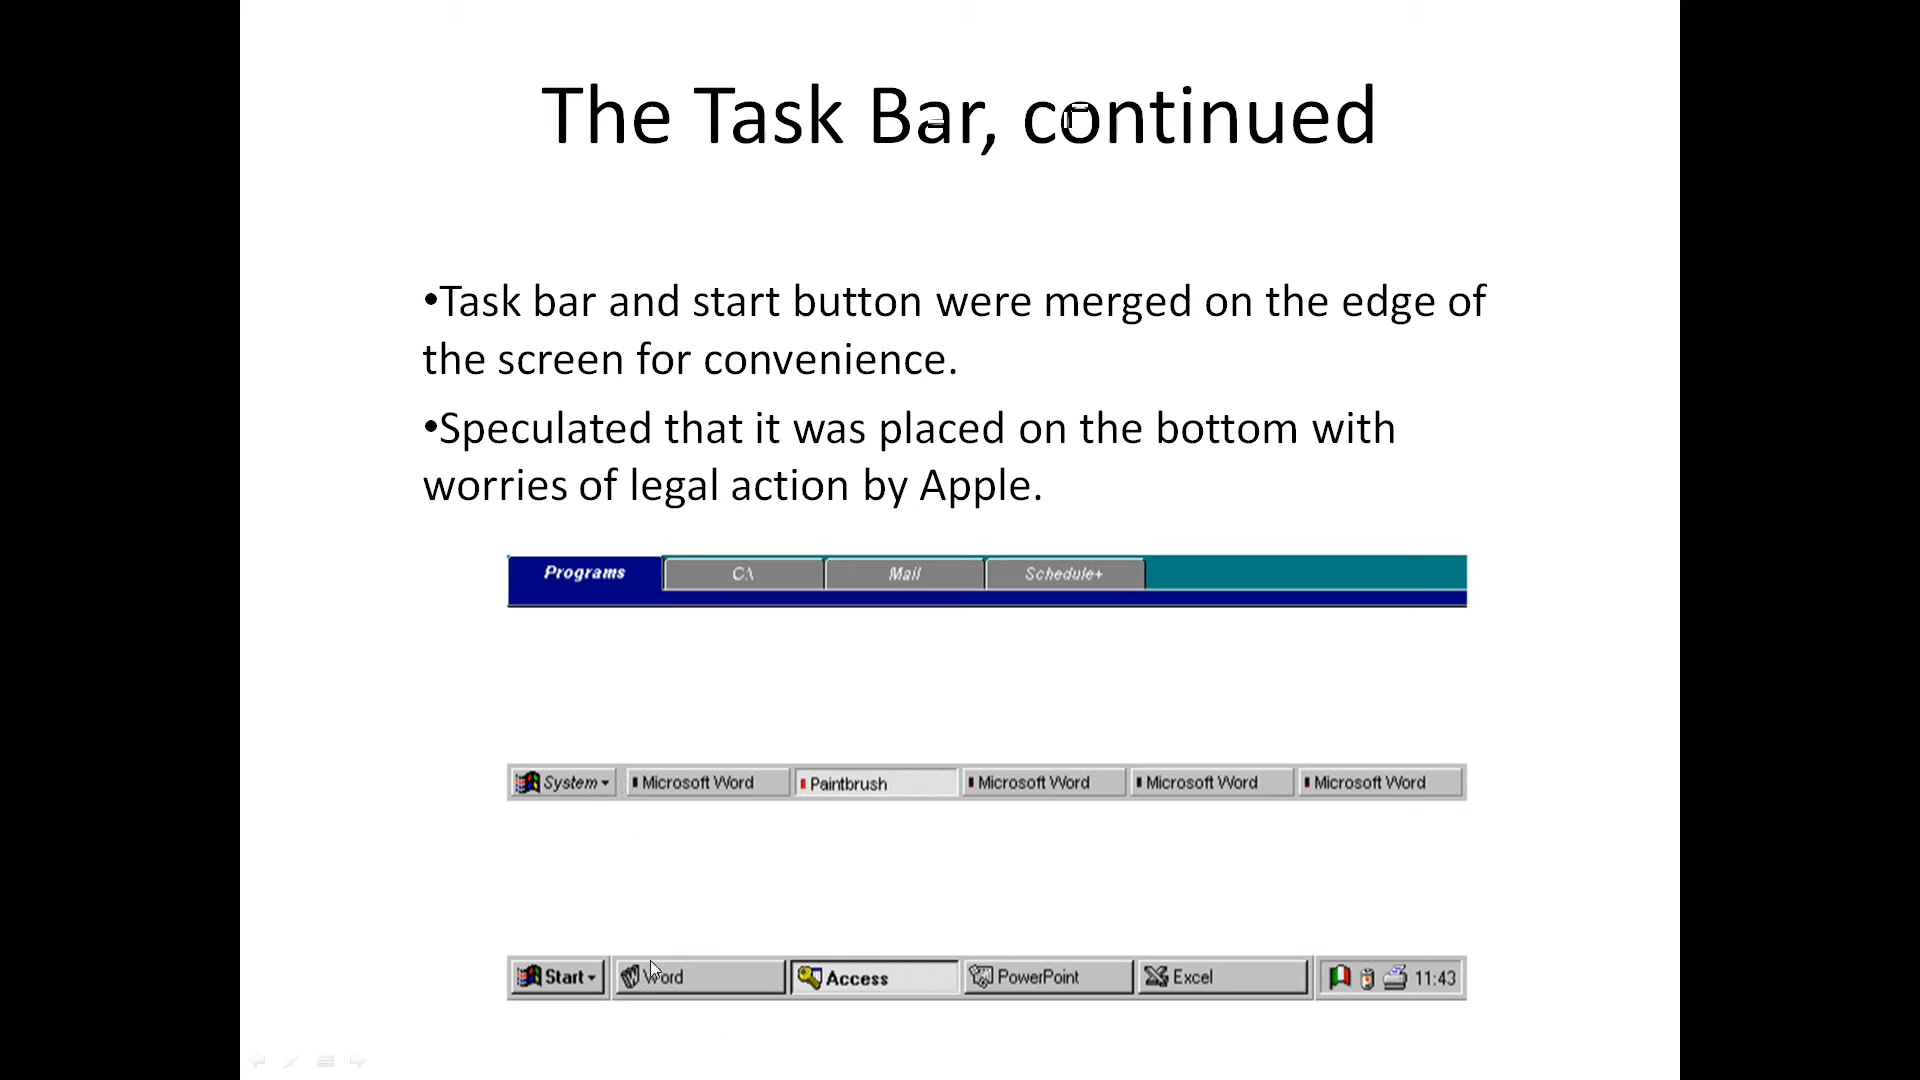 The Task Bar, continued
•Task bar and start button were merged on the edge of
the screen for convenience.
•Speculated that it was placed on the bottom with
worries of legal action by Apple.
Programs C:\ Mail Schedule+
System Microsoft Word Paintbrush Microsoft Word Microsoft Word Microsoft Word
Start Word Access PowerPoint Excel 11:43